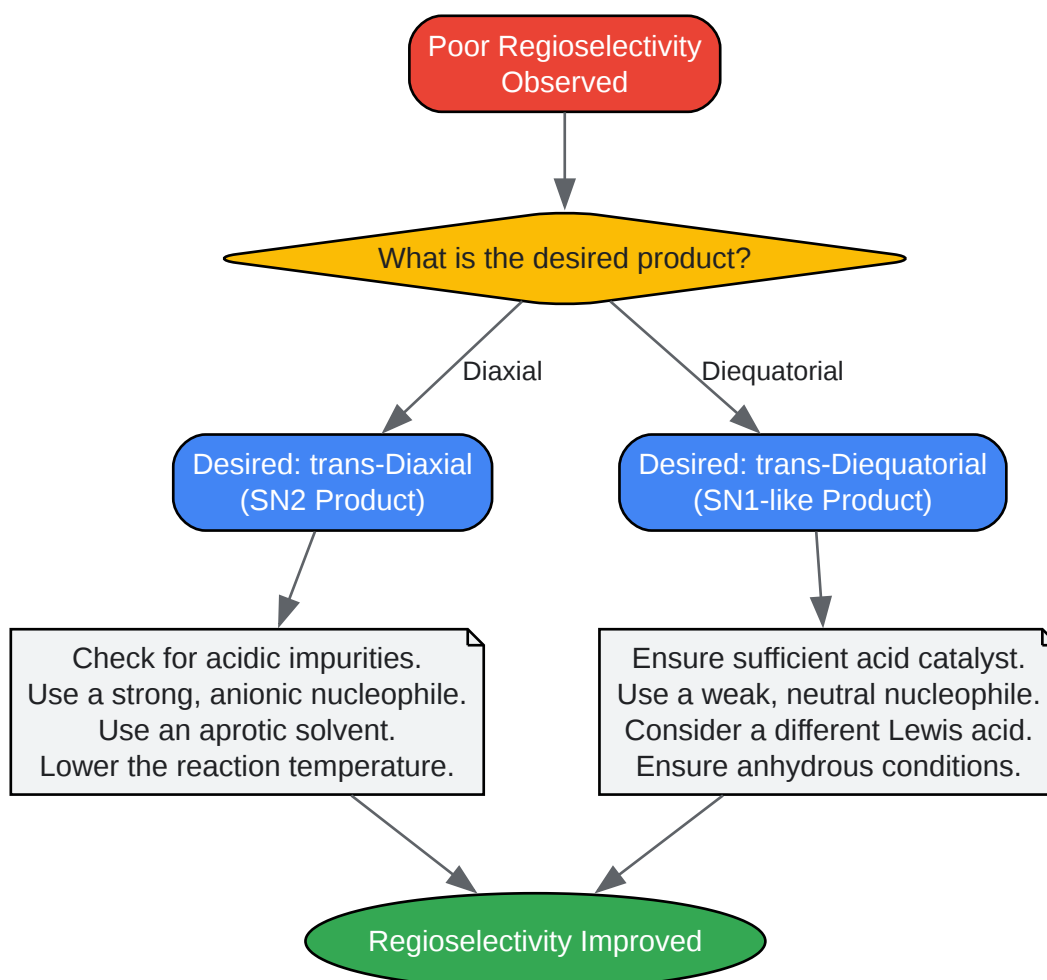 Poor Regioselectivity
Observed
What is the desired product?
Diaxial
Diequatorial
Desired: trans-Diaxial
(SN2 Product)
Desired: trans-Diequatorial
(SN1-like Product)
Check for acidic impurities.
Use a strong, anionic nucleophile.
Use an aprotic solvent.
Lower the reaction temperature.
Ensure sufficient acid catalyst.
Use a weak, neutral nucleophile.
Consider a different Lewis acid.
Ensure anhydrous conditions.
Regioselectivity Improved